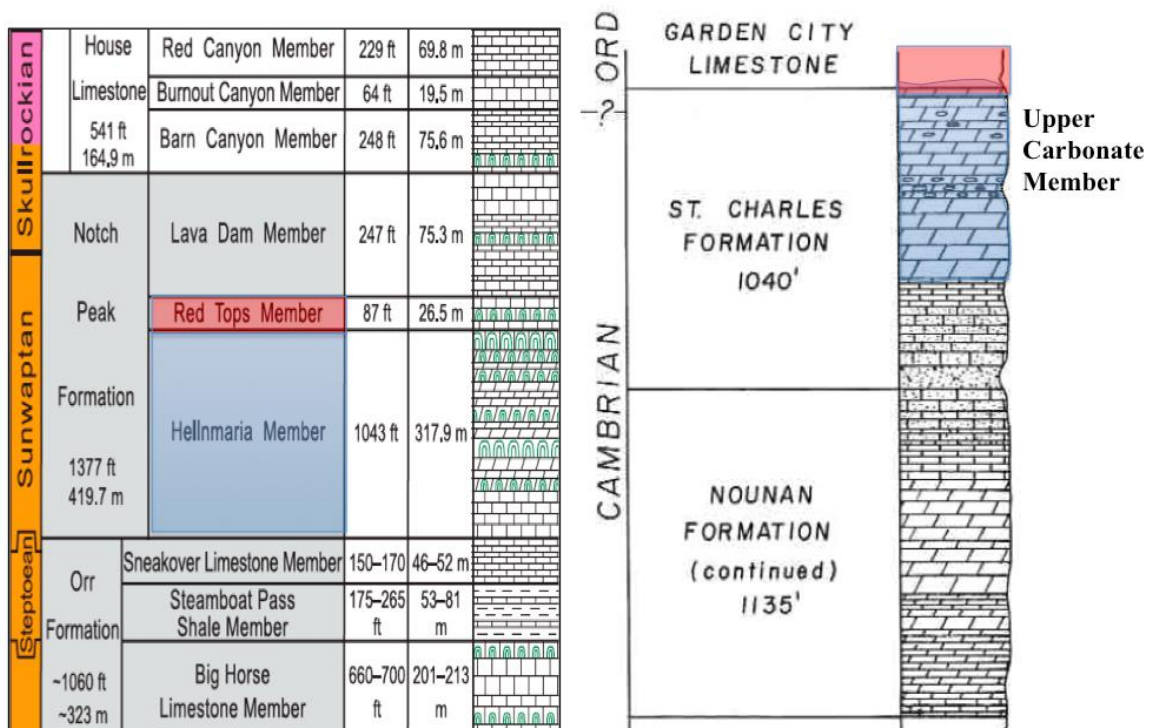 Skullrockian
Sunwaptan
Steptoean
House
Limestone
541 ft
164.9 m
Red Canyon Member
229 ft
69.8 m
Burnout Canyon Member
64 ft
19.5 m
Barn Canyon Member
248 ft
75.6 m
Notch
Peak
Formation
1377 ft
419.7 m
Lava Dam Member
247 ft
75.3 m
Red Tops Member
87 ft
26.5 m
Hellnmaria Member
1043 ft
317.9 m
Orr
Formation
~1060 ft
~323 m
Sneakover Limestone Member
150–170
46–52 m
Steamboat Pass
Shale Member
175–265
ft
53–81
m
Big Horse
Limestone Member
660–700
ft
201–213
m
ORD
-?-
CAMBRIAN
GARDEN CITY
LIMESTONE
ST. CHARLES
FORMATION
1040'
NOUNAN
FORMATION
(continued)
1135'
Upper
Carbonate
Member